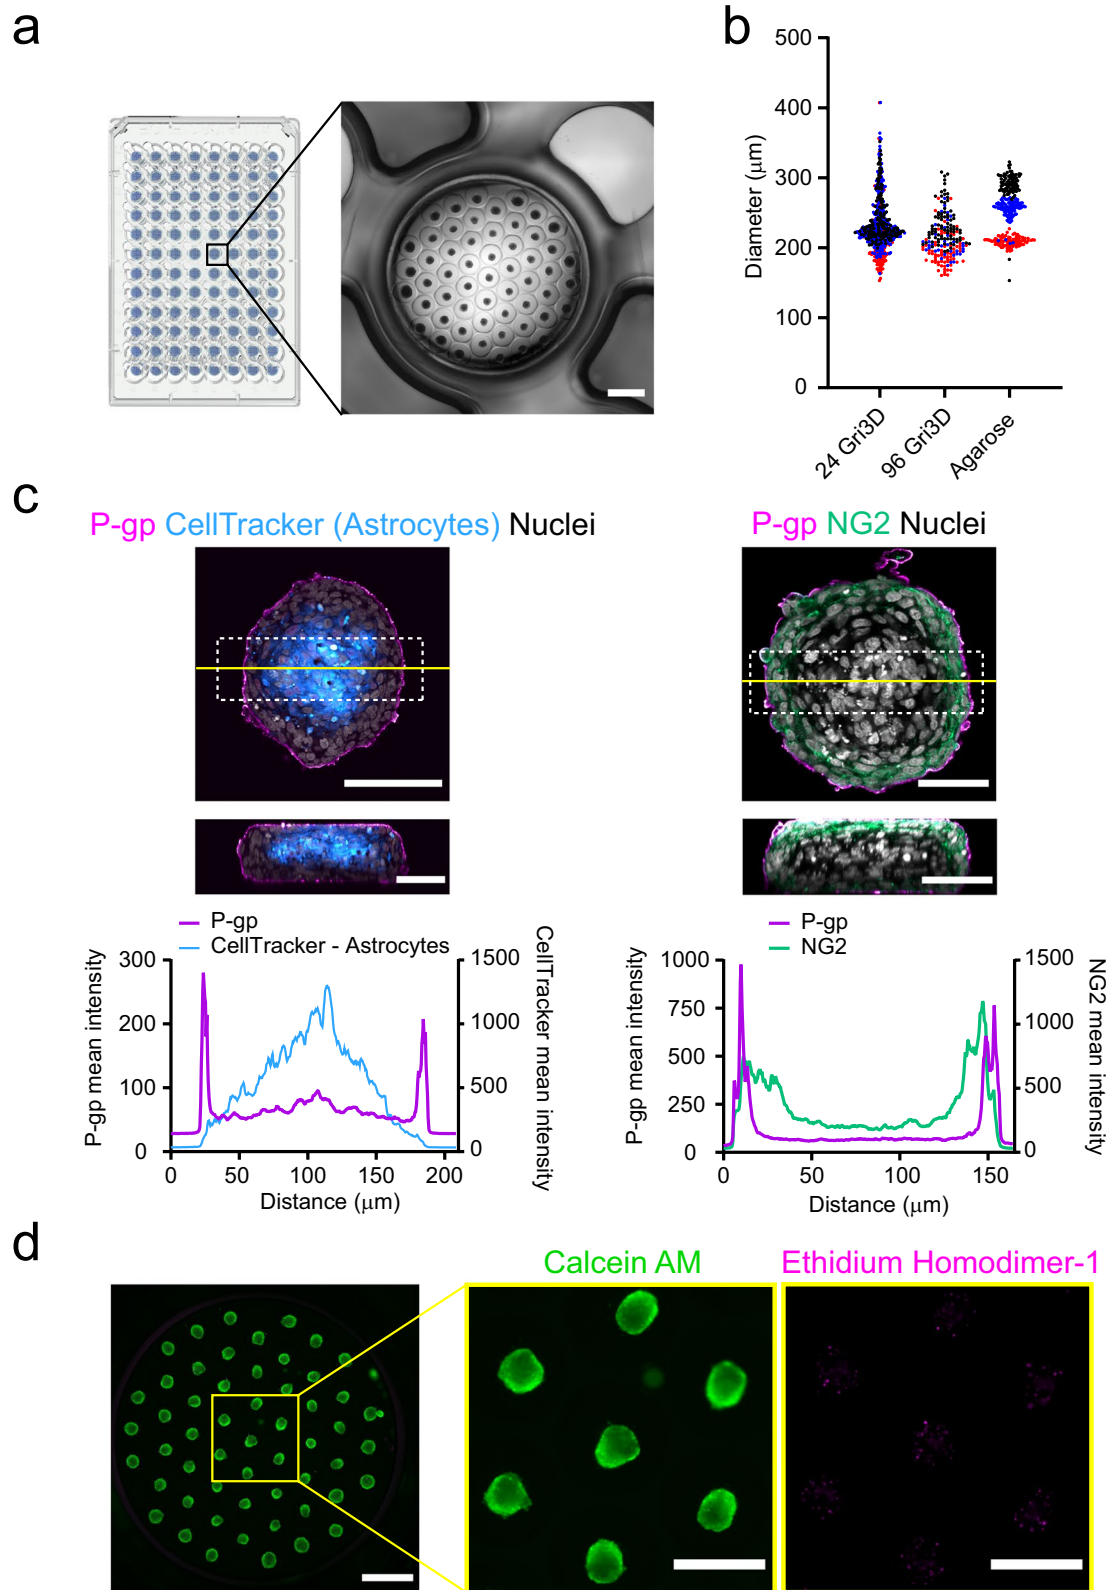 a
b
500
400
300
200
100
0
Diameter (μm)
24 Gri3D
96 Gri3D
Agarose
c
P-gp CellTracker (Astrocytes) Nuclei
P-gp NG2 Nuclei
P-gp
CellTracker - Astrocytes
300
200
100
0
P-gp mean intensity
1500
1000
500
0
CellTracker mean intensity
0 50 100 150 200
Distance (μm)
P-gp
NG2
1000
750
500
250
0
P-gp mean intensity
1500
1000
500
0
NG2 mean intensity
0 50 100 150
Distance (μm)
d
Calcein AM
Ethidium Homodimer-1